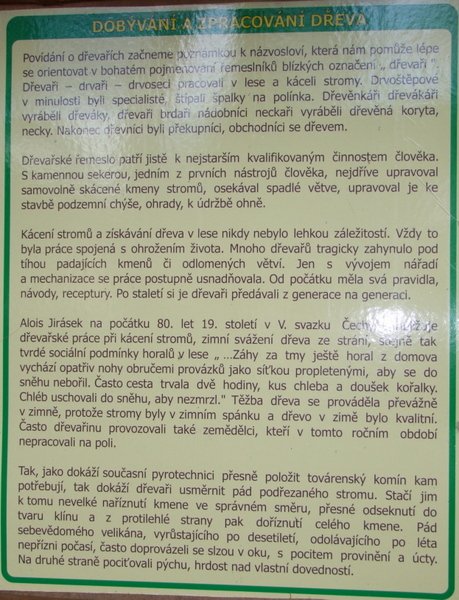 DOBÝVÁNÍ A ZPRACOVÁNÍ DŘEVA
Povídání o dřevařích začneme poznámkou k názvosloví, která nám pomůže lépe
se orientovat v bohatém pojmenování řemeslníků blízkých označení „ dřevaři ".
Dřevaři – drvaři – drvoseci pracovali v lese a káceli stromy. Drvoštěpové
v minulosti byli specialisté, štípali špalky na polínka. Dřevěnkáři dřevákáři
vyráběli dřeváky, dřevaři brdaři nádobníci neckaři vyráběli dřevěná koryta,
necky. Nakonec dřevníci byli překupníci, obchodníci se dřevem.
Dřevařské řemeslo patří jistě k nejstarším kvalifikovaným činnostem člověka.
S kamennou sekerou, jedním z prvních nástrojů člověka, nejdříve upravoval
samovolně skácené kmeny stromů, osekával spadlé větve, upravoval je ke
stavbě podzemní chýše, ohrady, k údržbě ohně.
Kácení stromů a získávání dřeva v lese nikdy nebylo lehkou záležitostí. Vždy to
byla práce spojená s ohrožením života. Mnoho dřevařů tragicky zahynulo pod
tíhou padajících kmenů či odlomených větví. Jen s vývojem nářadí
a mechanizace se práce postupně usnadňovala. Od počátku měla svá pravidla,
návody, receptury. Po staletí si je dřevaři předávali z generace na generaci.
Alois Jirásek na počátku 80. let 19. století v V. svazku Čechy
dřevařské práce při kácení stromů, zimní svážení dřeva ze strání, stejně tak
tvrdé sociální podmínky horalů v lese „ …Záhy za tmy ještě horal z domova
vychází opatřiv nohy obručemi provázků jako síťkou propletenými, aby se do
sněhu nebořil. Často cesta trvala dvě hodiny, kus chleba a doušek kořalky.
Chléb uschovali do sněhu, aby nezmrzl." Těžba dřeva se prováděla převážně
v zimně, protože stromy byly v zimním spánku a dřevo v zimě bylo kvalitní.
Často dřevařinu provozovali také zemědělci, kteří v tomto ročním období
nepracovali na poli.
Tak, jako dokáží současní pyrotechnici přesně položit továrenský komín kam
potřebují, tak dokáží dřevaři usměrnit pád podřezaného stromu. Stačí jim
k tomu nevelké naříznutí kmene ve správném směru, přesné odseknutí do
tvaru klínu a z protilehlé strany pak doříznutí celého kmene. Pád
sebevědomého velikána, vyrůstajícího po desetiletí, odolávajícího po léta
nepřízni počasí, často doprovázeli se slzou v oku, s pocitem provinění a úcty.
Na druhé straně pociťovali pýchu, hrdost nad vlastní dovedností.